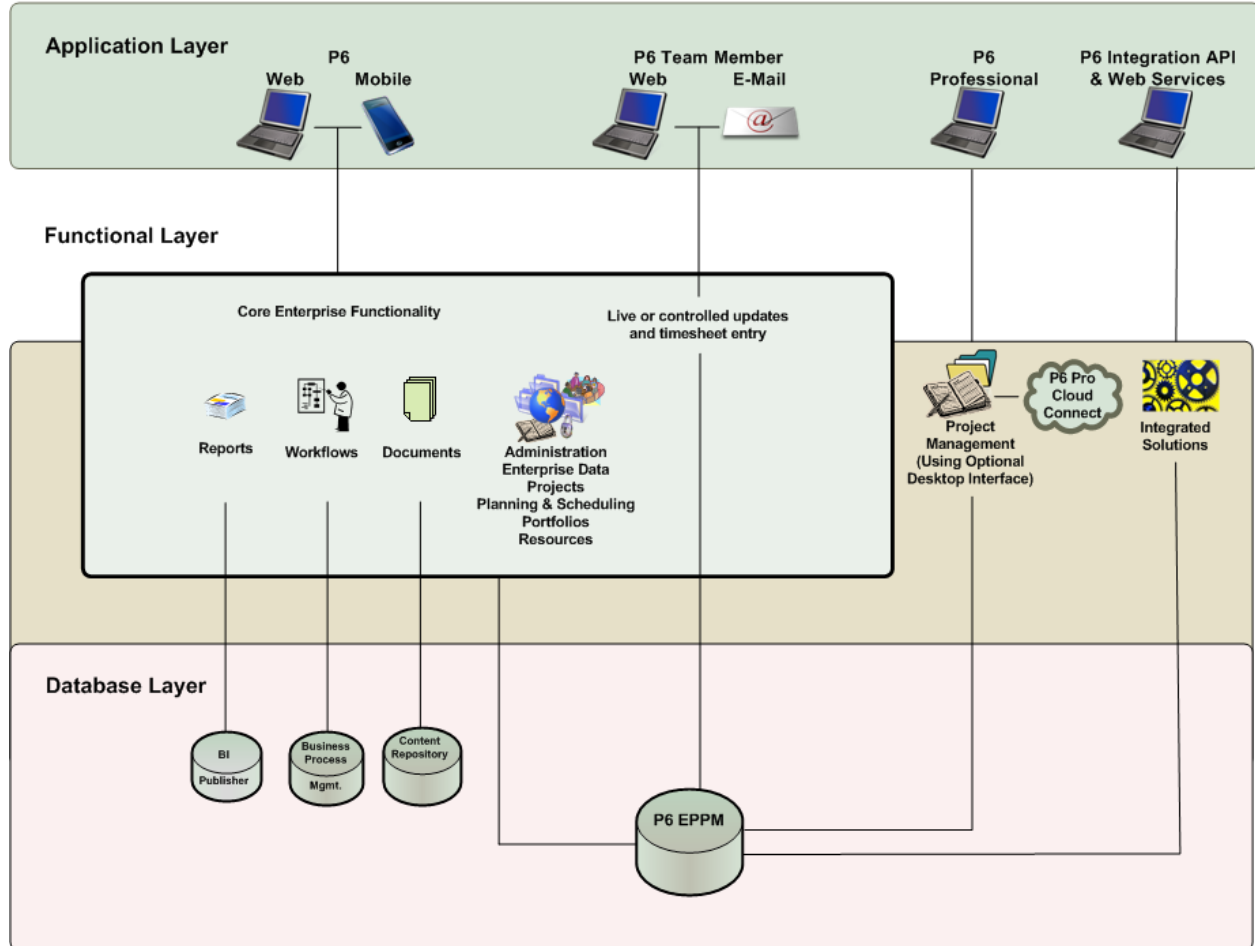 Application Layer
P6
Web
Mobile
P6 Team Member
Web
E-Mail
@
P6
Professional
P6 Integration API
& Web Services
Functional Layer
Core Enterprise Functionality
Live or controlled updates
and timesheet entry
Reports
Workflows
Documents
Administration
Enterprise Data
Projects
Planning & Scheduling
Portfolios
Resources
Project
Management
(Using Optional
Desktop Interface)
P6 Pro
Cloud
Connect
Integrated
Solutions
Database Layer
BI
Publisher
Business
Process
Mgmt.
Content
Repository
P6 EPPM